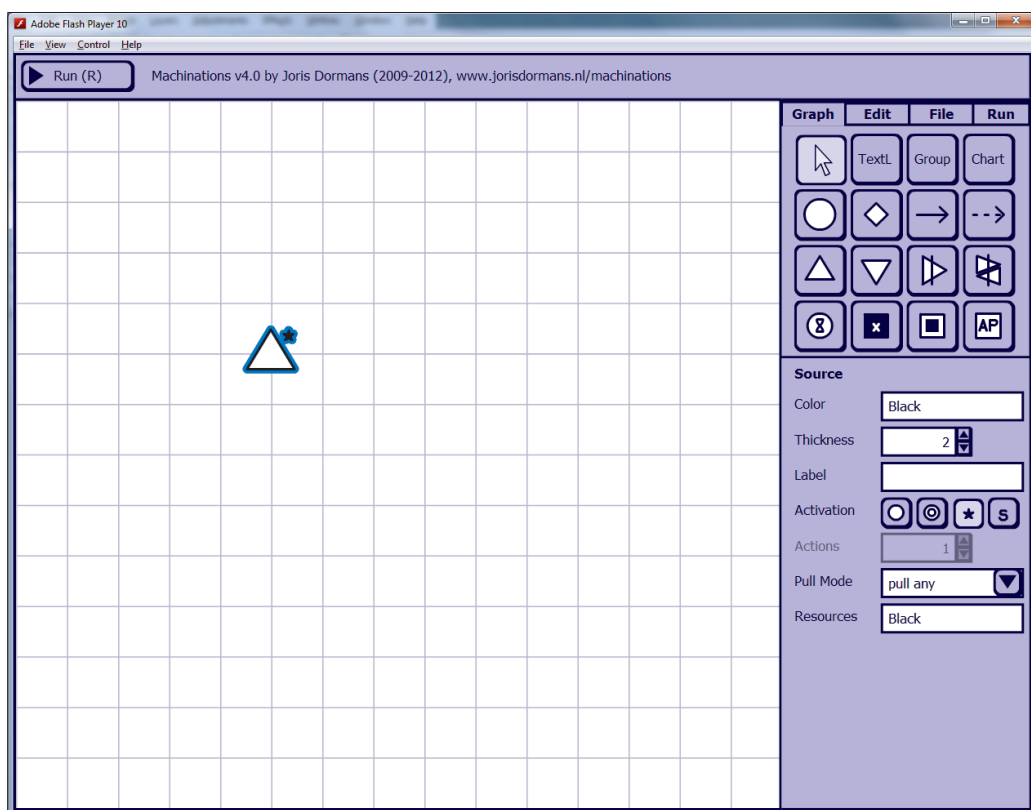 Adobe Flash Player 10
File View Control Help
Run (R)
Machinations v4.0 by Joris Dormans (2009-2012), www.jorisdormans.nl/machinations
Graph Edit File Run
TextL Group Chart
x AP
Source
Color Black
Thickness 2
Label
Activation S
Actions 1
Pull Mode pull any
Resources Black